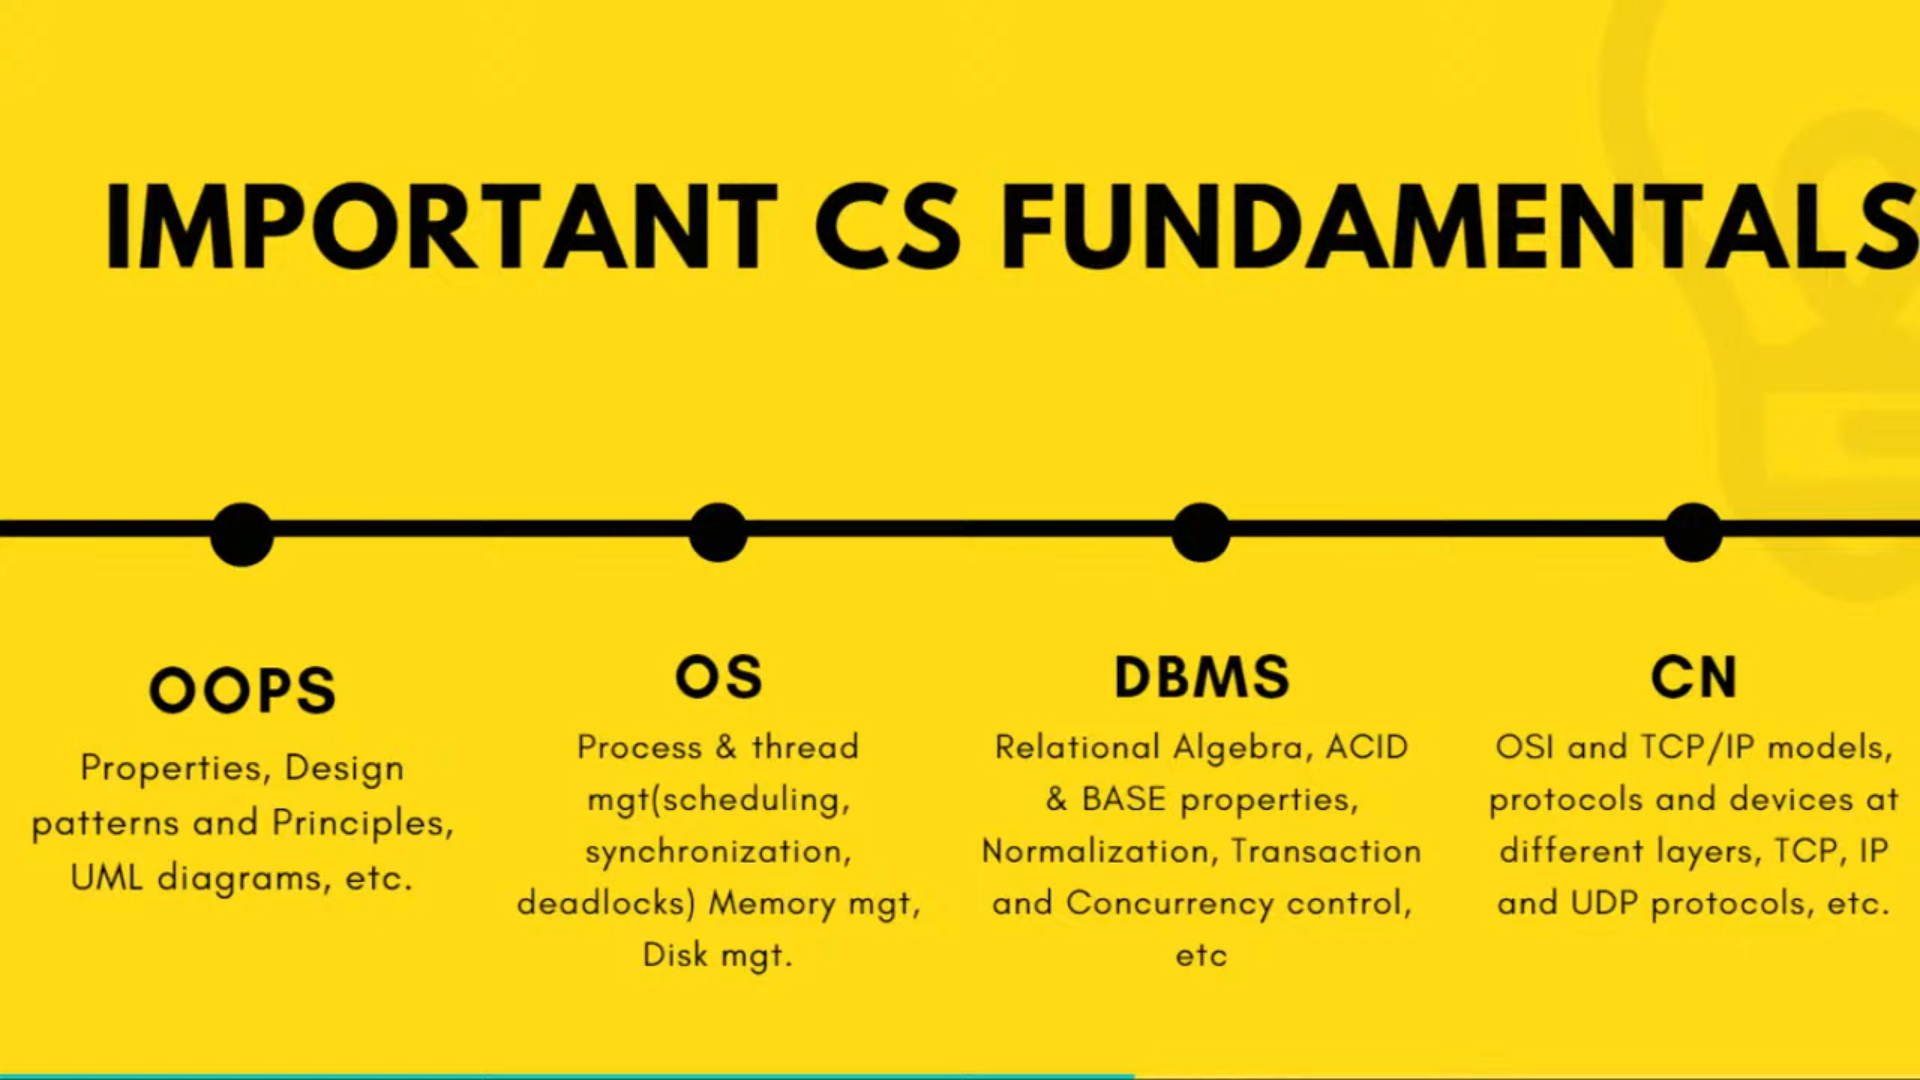 IMPORTANT CS FUNDAMENTALS
OOPS
Properties, Design
patterns and Principles,
UML diagrams, etc.
OS
Process & thread
mgt(scheduling,
synchronization,
deadlocks) Memory mgt,
Disk mgt.
DBMS
Relational Algebra, ACID
& BASE properties,
Normalization, Transaction
and Concurrency control,
etc
CN
OSI and TCP/IP models,
protocols and devices at
different layers, TCP, IP
and UDP protocols, etc.